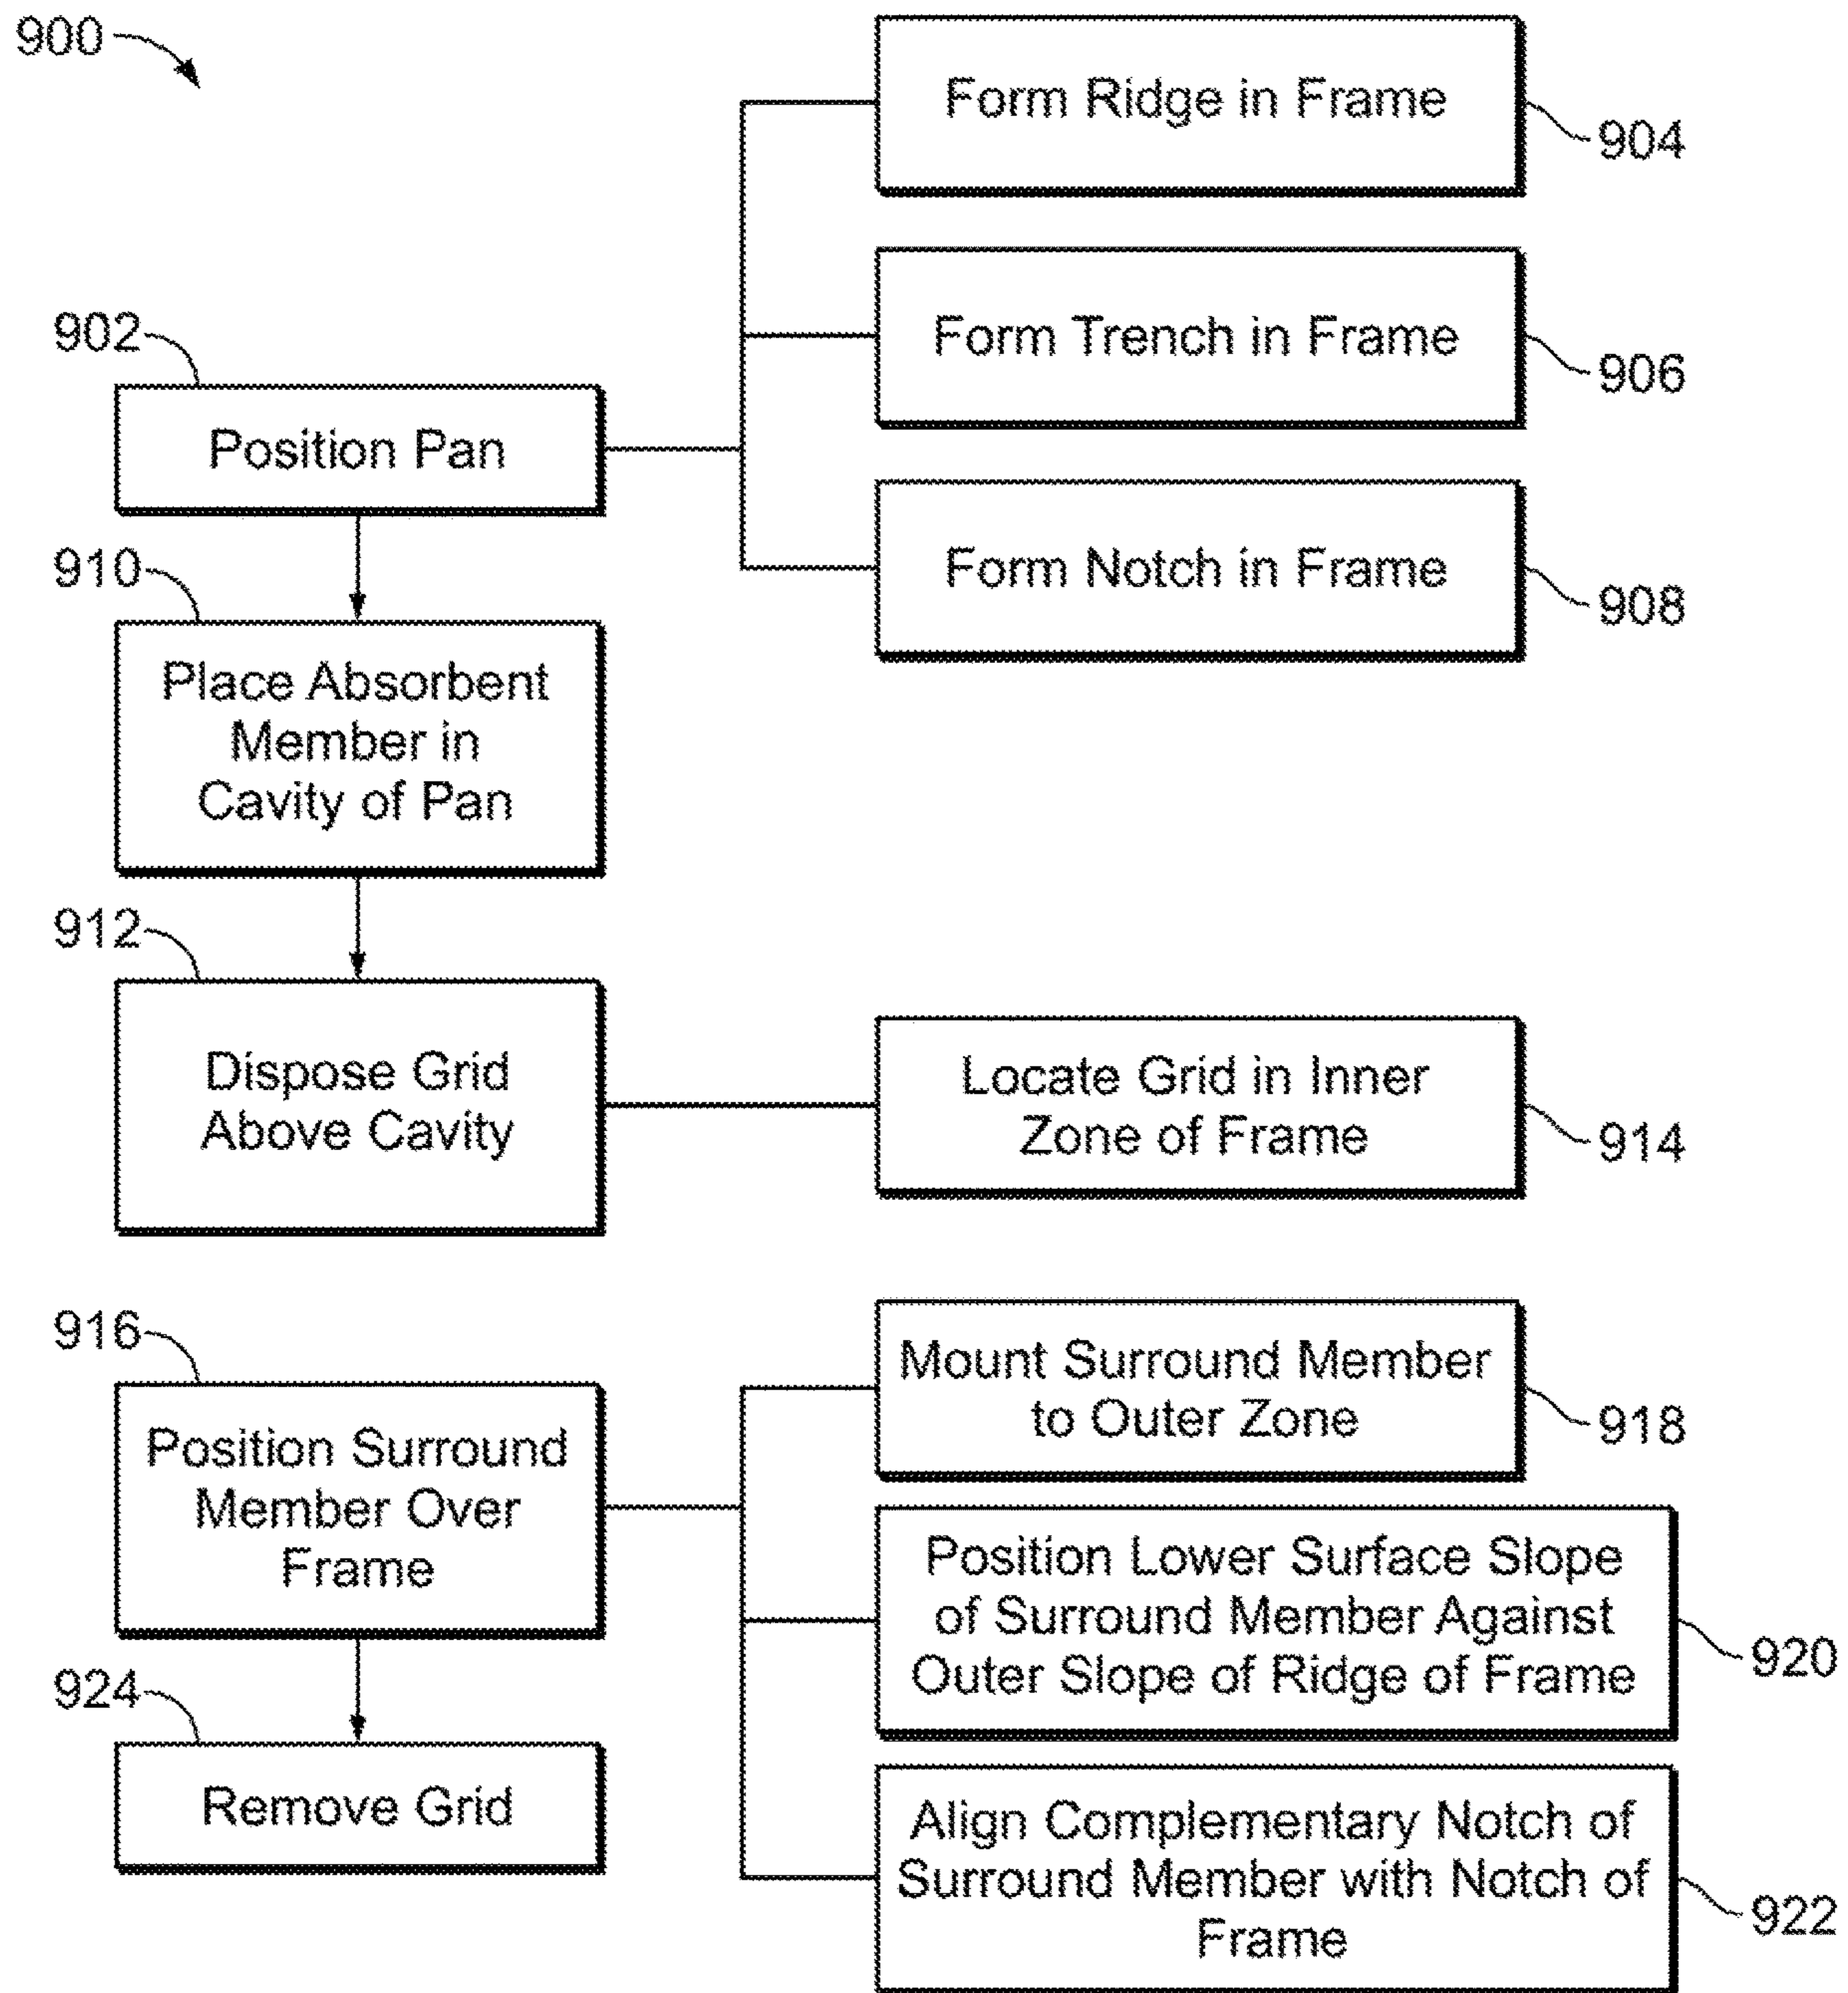 900
Form Ridge in Frame
904
Form Trench in Frame
906
902
Position Pan
Form Notch in Frame
908
910
Place Absorbent
Member in
Cavity of Pan
912
Dispose Grid
Above Cavity
Locate Grid in Inner
Zone of Frame
914
916
Position Surround
Member Over
Frame
Mount Surround Member
to Outer Zone
918
Position Lower Surface Slope
of Surround Member Against
Outer Slope of Ridge of Frame
920
924
Remove Grid
Align Complementary Notch of
Surround Member with Notch of
Frame
922